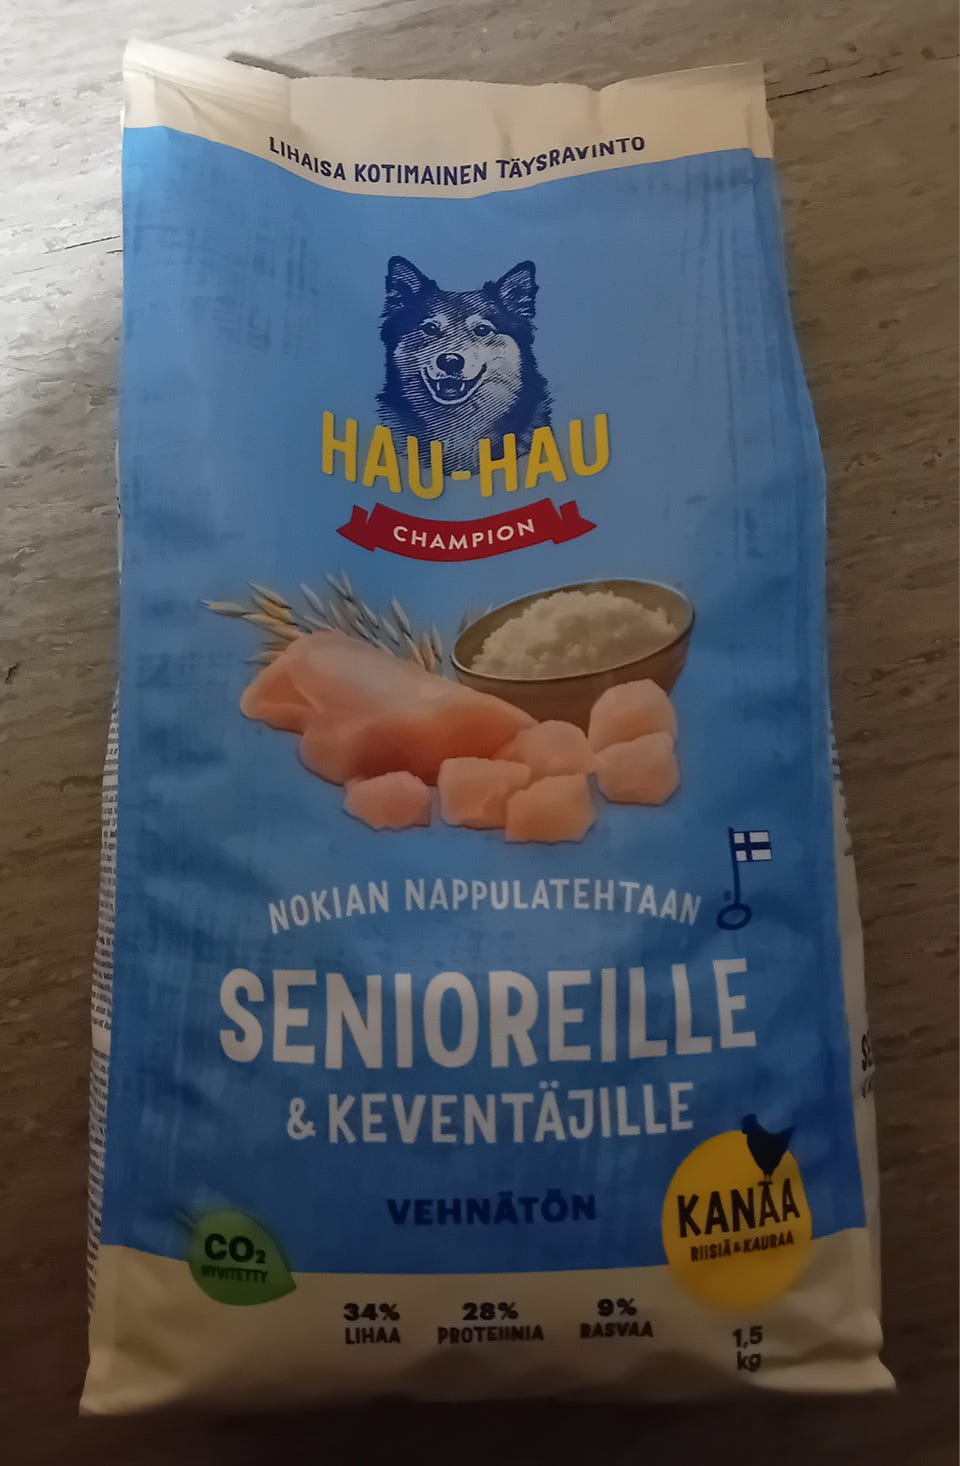 LIHAISA KOTIMAINEN TÄYSRAVINTO
HAU-HAU
CHAMPION
NOKIAN NAPPULATEHTAAN
SENIOREILLE
& KEVENTÄJILLE
VEHNÄTÖN
KANAA
RIISIÄ & KAURAA
CO₂
HYVITETTY
34% LIHAA
28% PROTEIINIA
9% RASVAA
1,5
kg